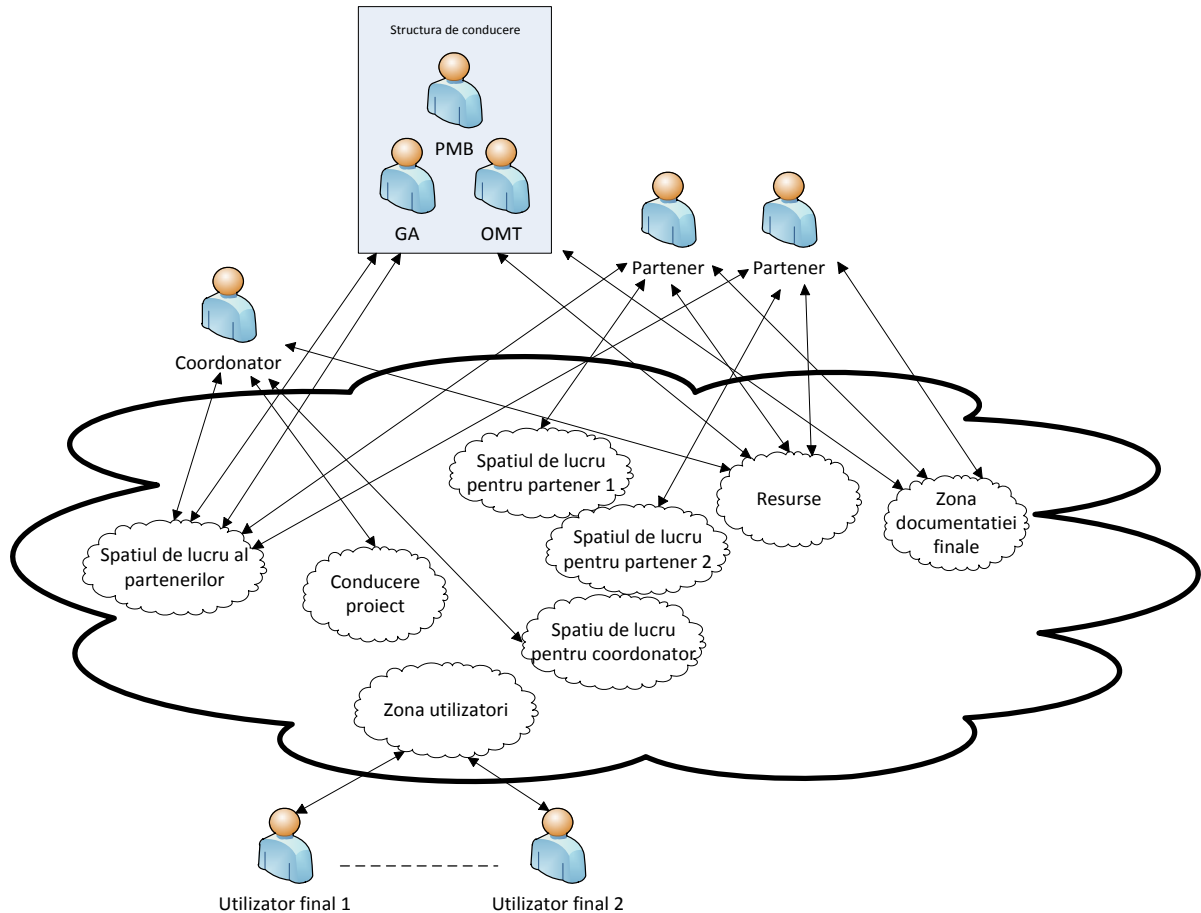 Structura de conducere
PMB
GA
OMT
Partener
Partener
Coordonator
Spatiul de lucru
pentru partener 1
Resurse
Zona
documentatiei
finale
Spatiul de lucru
pentru partener 2
Spatiul de lucru al
partenerilor
Conducere
proiect
Spatiu de lucru
pentru coordonator
Zona utilizatori
Utilizator final 1
Utilizator final 2